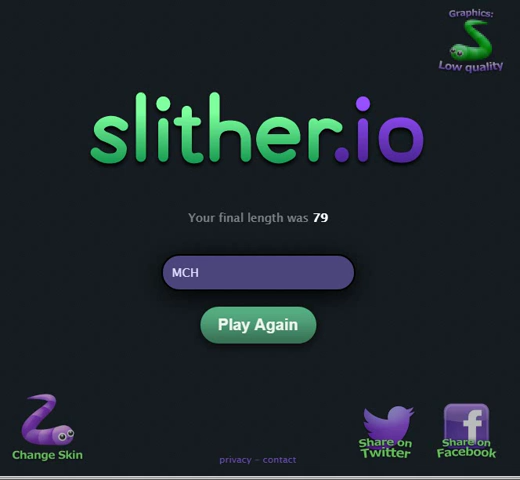 Graphics:
Low quality
slither.io
Your final length was 79
MCH
Play Again
Change Skin
Share on
Twitter
Share on
Facebook
privacy - contact